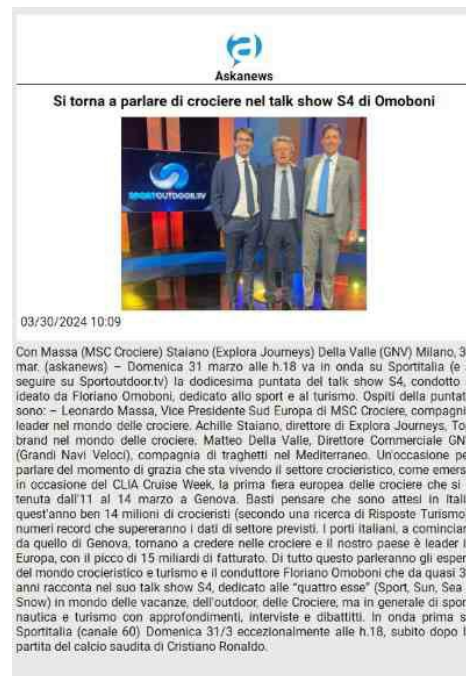 a
Askanews
Si torna a parlare di crociere nel talk show S4 di Omoboni
SPORTOUTDOOR.TV
03/30/2024 10:09
Con Massa (MSC Crociere) Staiano (Explora Journeys) Della Valle (GNV) Milano, 3
mar. (askanews) – Domenica 31 marzo alle h.18 va in onda su Sportitalia (e
seguire su Sportoutdoor.tv) la dodicesima puntata del talk show S4, condotto
ideato da Floriano Omoboni, dedicato allo sport e al turismo. Ospiti della puntat
sono: – Leonardo Massa, Vice Presidente Sud Europa di MSC Crociere, compagni
leader nel mondo delle crociere. Achille Staiano, direttore di Explora Journeys, To
brand nel mondo delle crociere. Matteo Della Valle, Direttore Commerciale GN
(Grandi Navi Veloci), compagnia di traghetti nel Mediterraneo. Un'occasione pe
parlare del momento di grazia che sta vivendo il settore crocieristico, come emers
in occasione del CLIA Cruise Week, la prima fiera europea delle crociere che si
tenuta dall'11 al 14 marzo a Genova. Basti pensare che sono attesi in Itali
quest'anno ben 14 milioni di crocieristi (secondo una ricerca di Risposte Turismo)
numeri record che supereranno i dati di settore previsti. I porti italiani, a cominciar
da quello di Genova, tornano a credere nelle crociere e il nostro paese è leader i
Europa, con il picco di 15 miliardi di fatturato. Di tutto questo parleranno gli esper
del mondo crocieristico e turismo e il conduttore Floriano Omoboni che da quasi 3
anni racconta nel suo talk show S4, dedicato alle "quattro esse" (Sport, Sun, Sea
Snow) in mondo delle vacanze, dell'outdoor, delle Crociere, ma in generale di spor
nautica e turismo con approfondimenti, interviste e dibattiti. In onda prima s
Sportitalia (canale 60) Domenica 31/3 eccezionalmente alle h.18, subito dopo l
partita del calcio saudita di Cristiano Ronaldo.